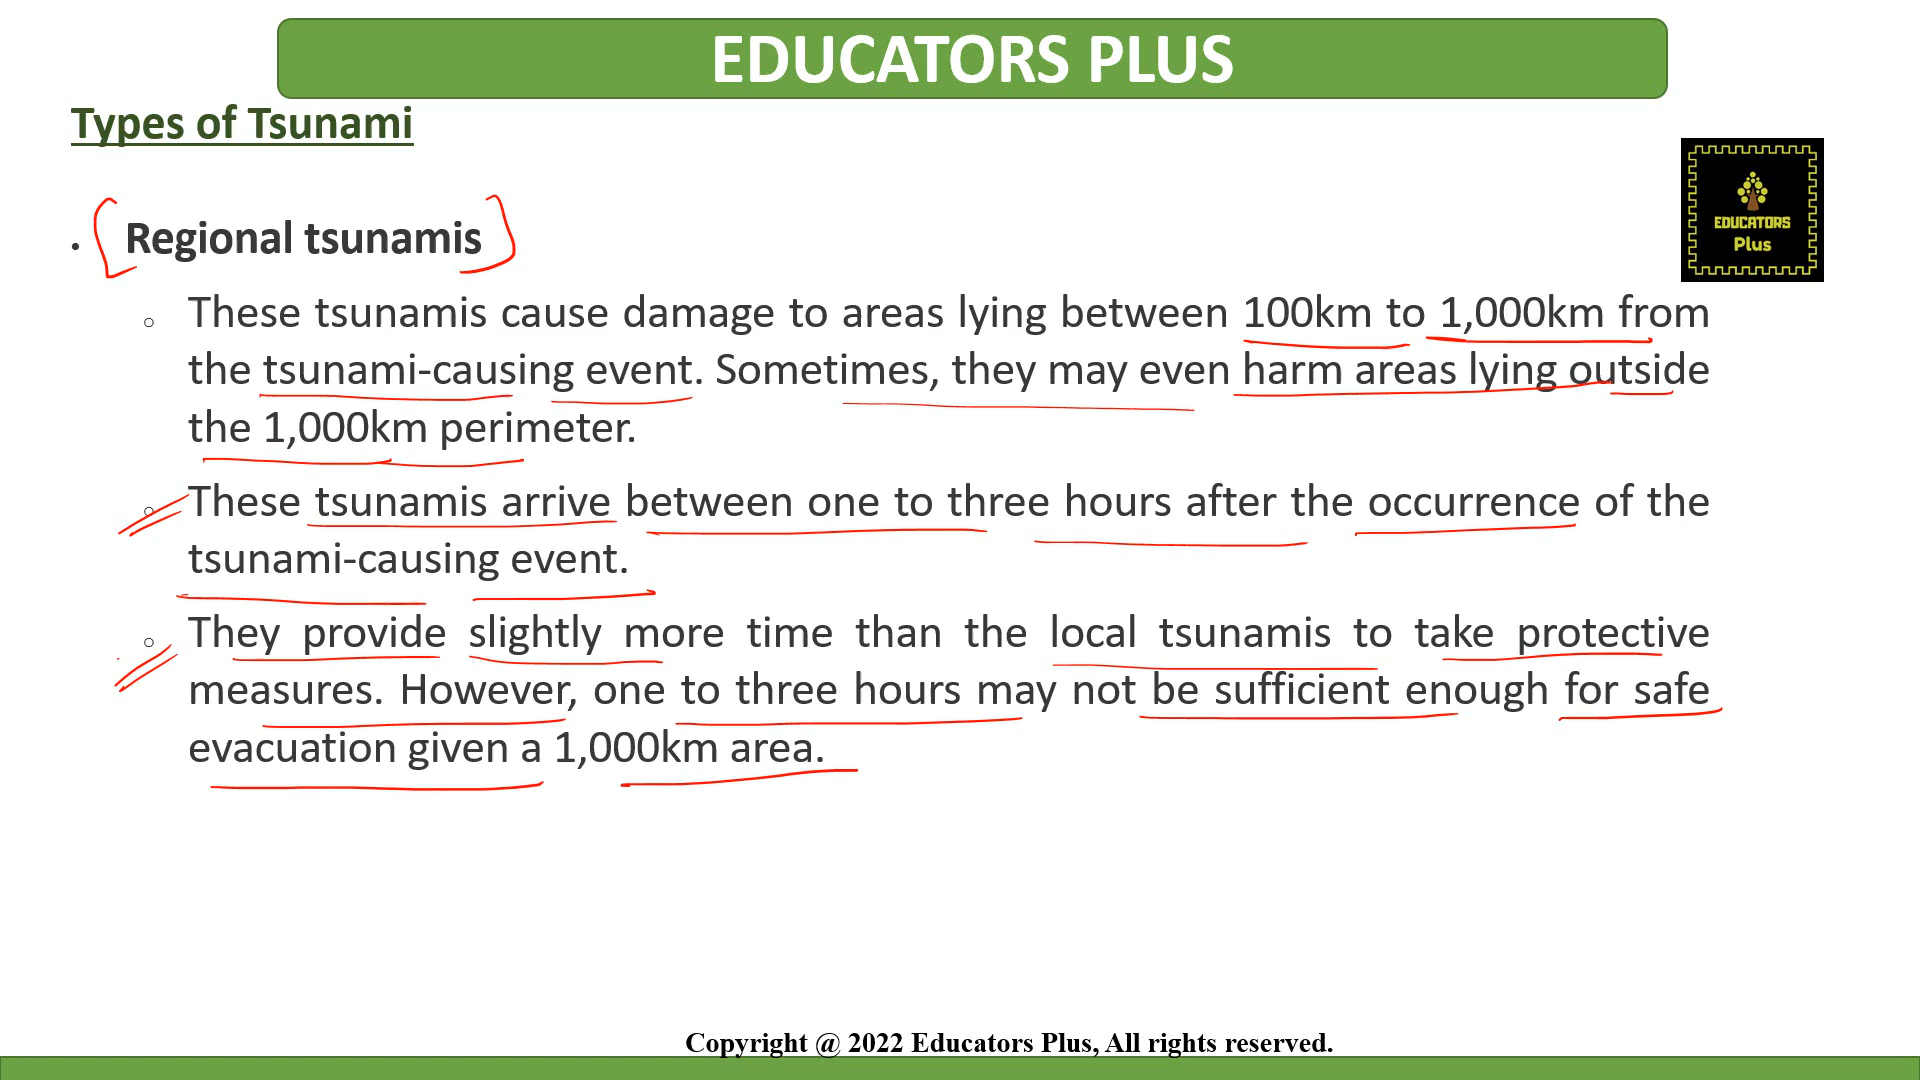 EDUCATORS PLUS
Types of Tsunami
EDUCATORS
Plus
• Regional tsunamis
○ These tsunamis cause damage to areas lying between 100km to 1,000km from
the tsunami-causing event. Sometimes, they may even harm areas lying outside
the 1,000km perimeter.
○ These tsunamis arrive between one to three hours after the occurrence of the
tsunami-causing event.
○ They provide slightly more time than the local tsunamis to take protective
measures. However, one to three hours may not be sufficient enough for safe
evacuation given a 1,000km area.
Copyright @ 2022 Educators Plus, All rights reserved.